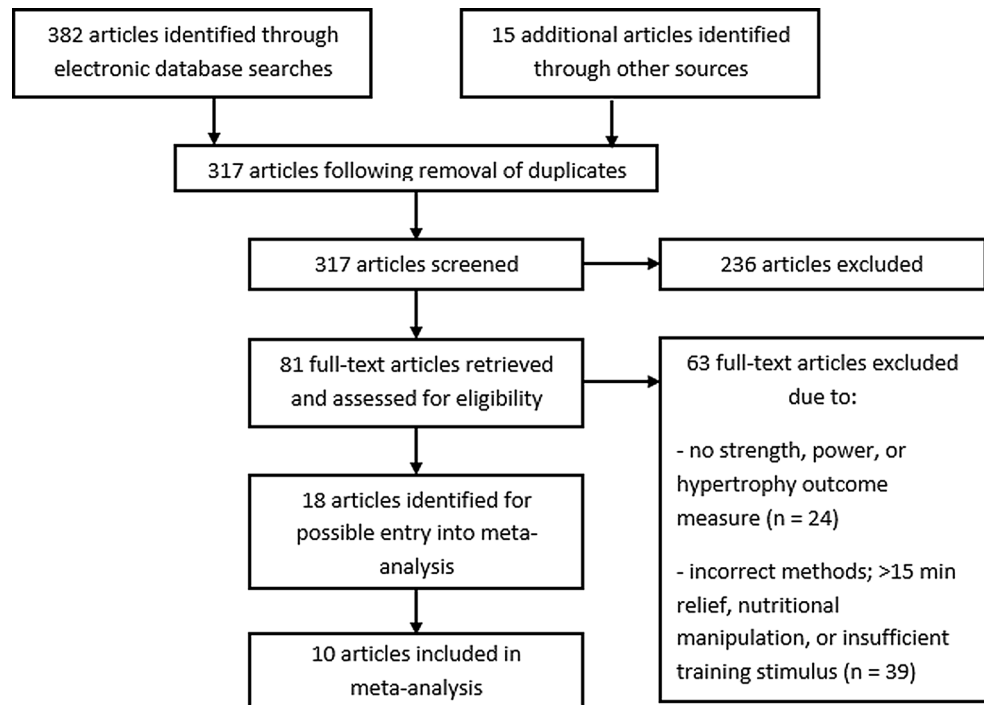 382 articles identified through
electronic database searches
15 additional articles identified
through other sources
317 articles following removal of duplicates
317 articles screened
236 articles excluded
81 full-text articles retrieved
and assessed for eligibility
63 full-text articles excluded
due to:
- no strength, power, or
hypertrophy outcome
measure (n = 24)
- incorrect methods; >15 min
relief, nutritional
manipulation, or insufficient
training stimulus (n = 39)
18 articles identified for
possible entry into meta-
analysis
10 articles included in
meta-analysis